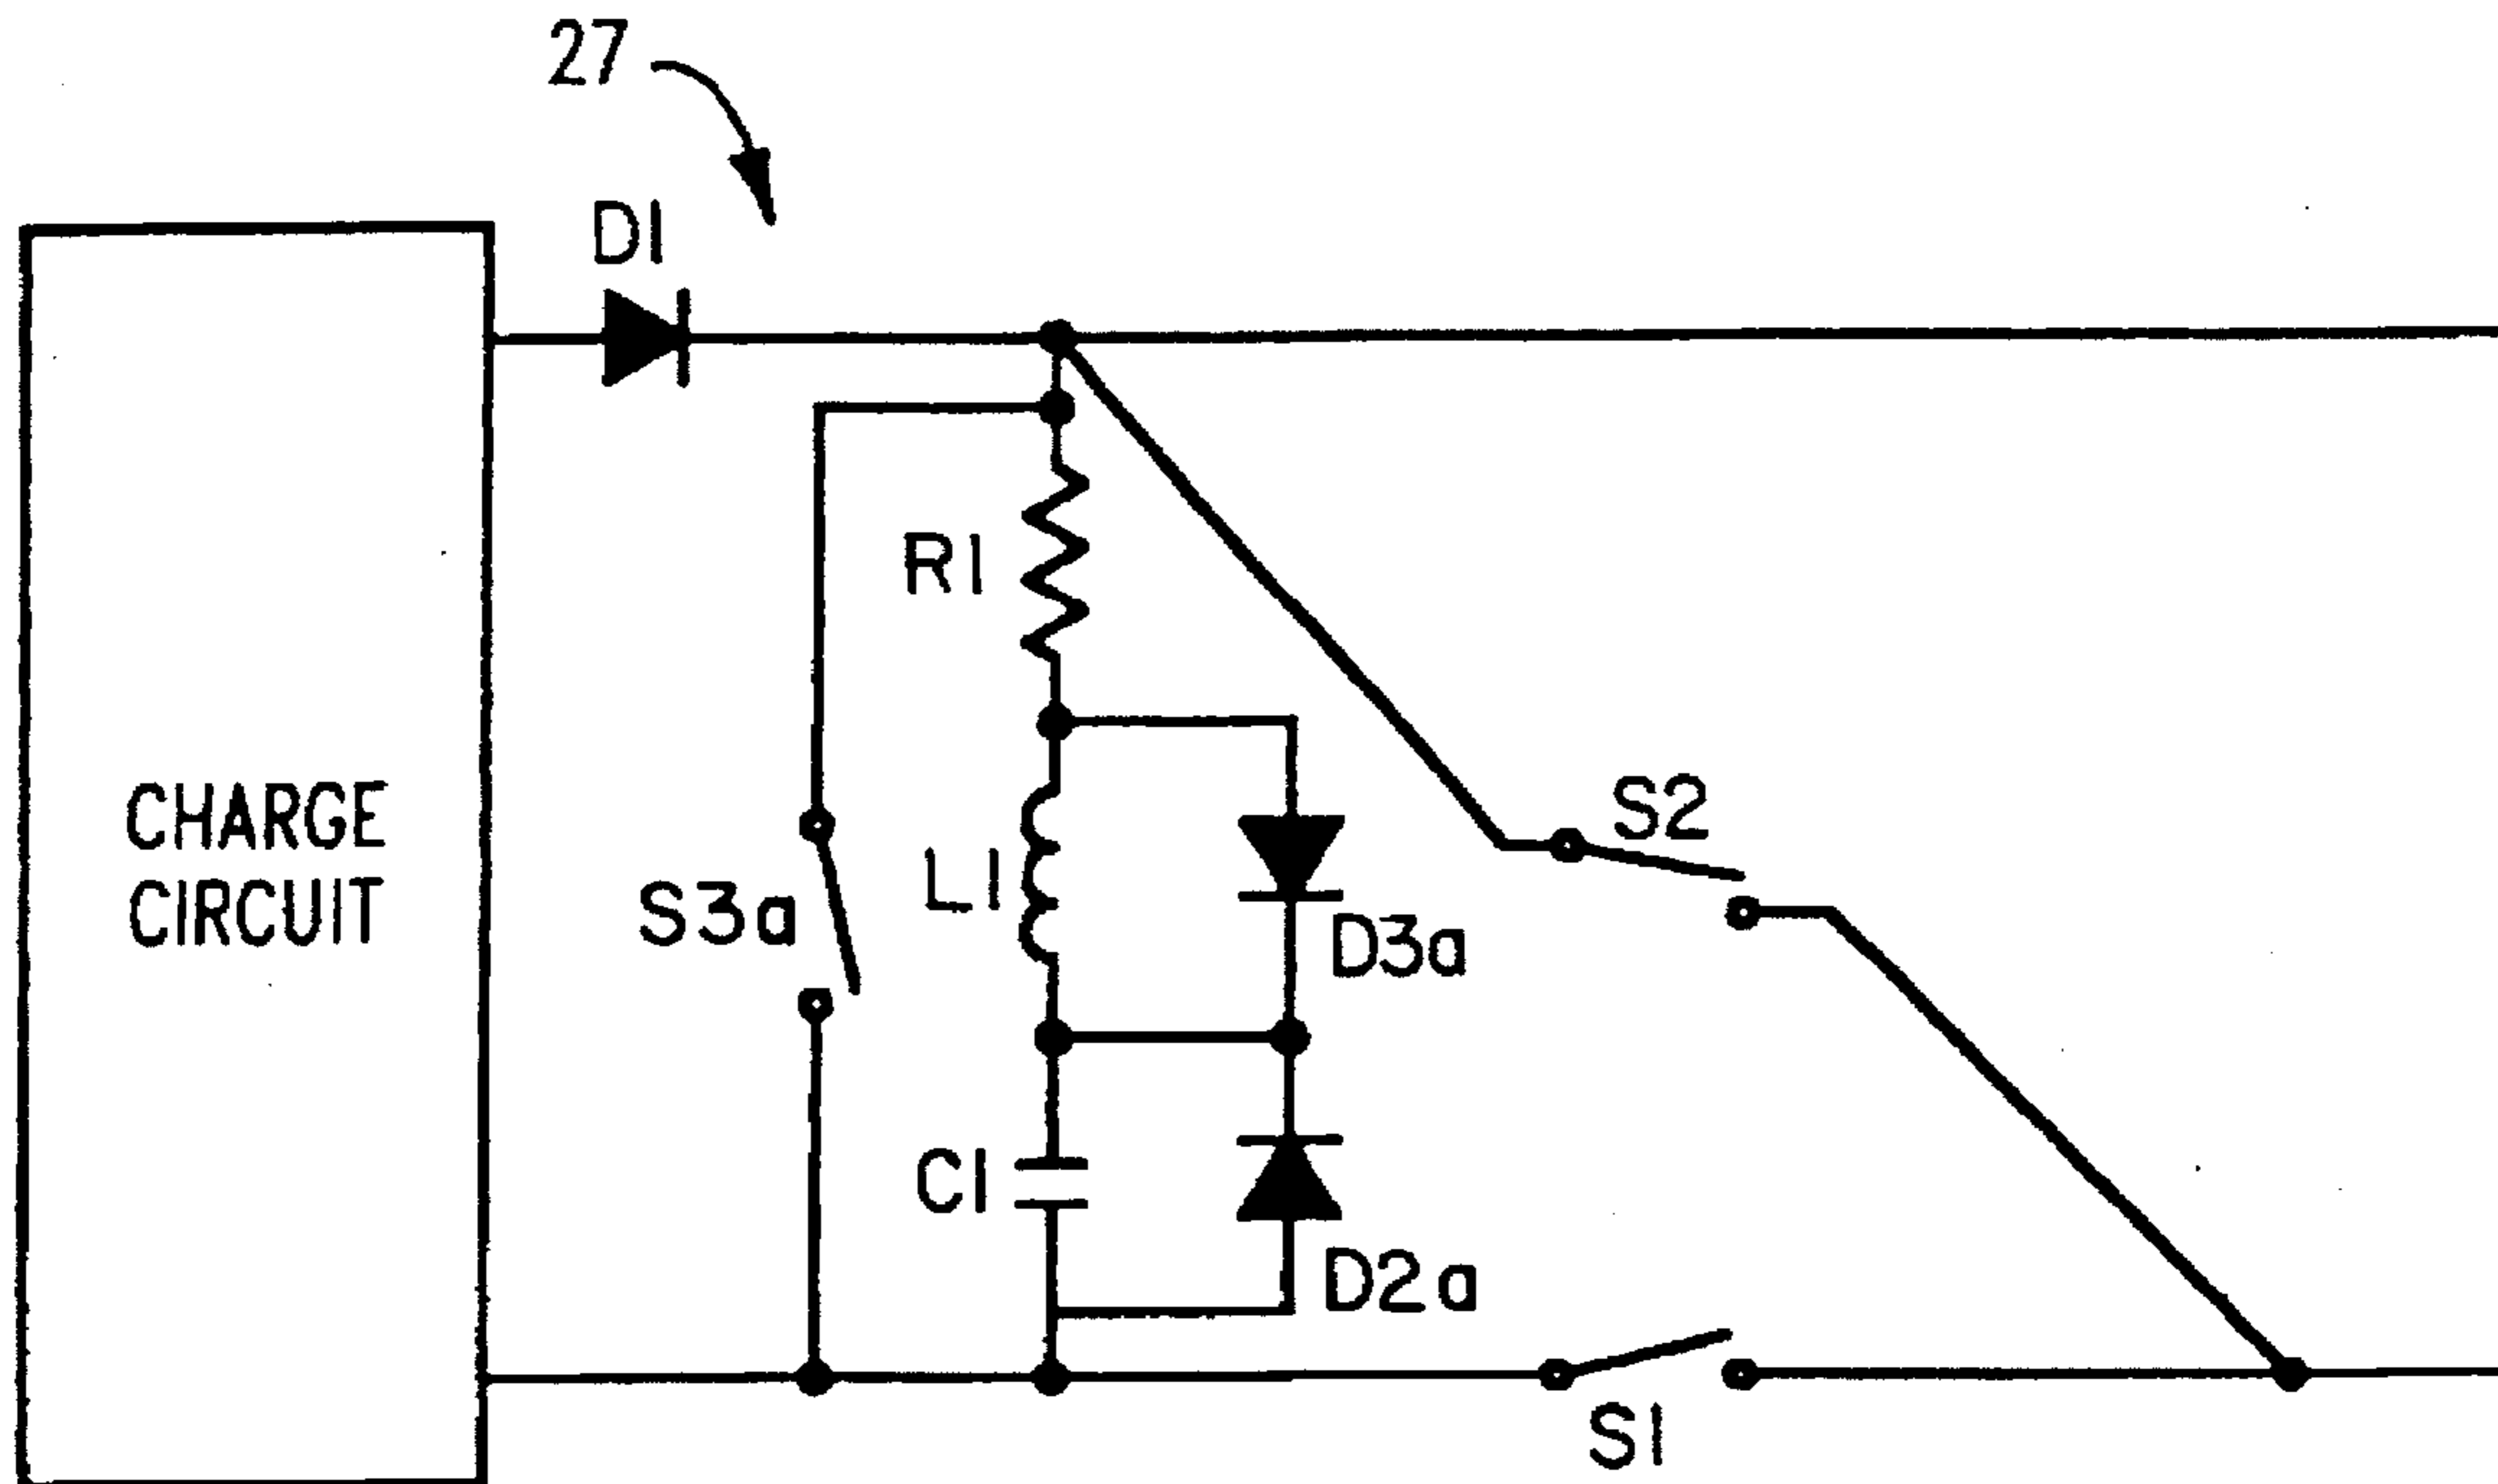 27
D1
R1
CHARGE
CIRCUIT
S3a
L1
S2
D3a
C1
D2a
S1